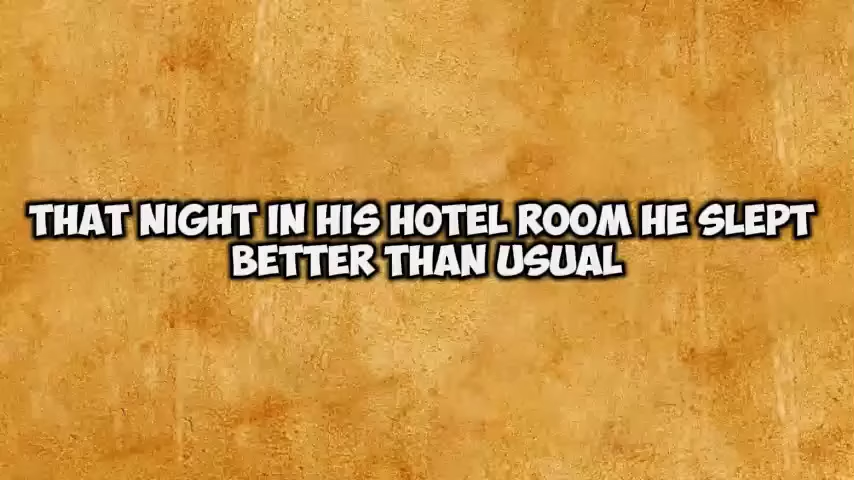 THAT NIGHT IN HIS HOTEL ROOM HE SLEPT
BETTER THAN USUAL